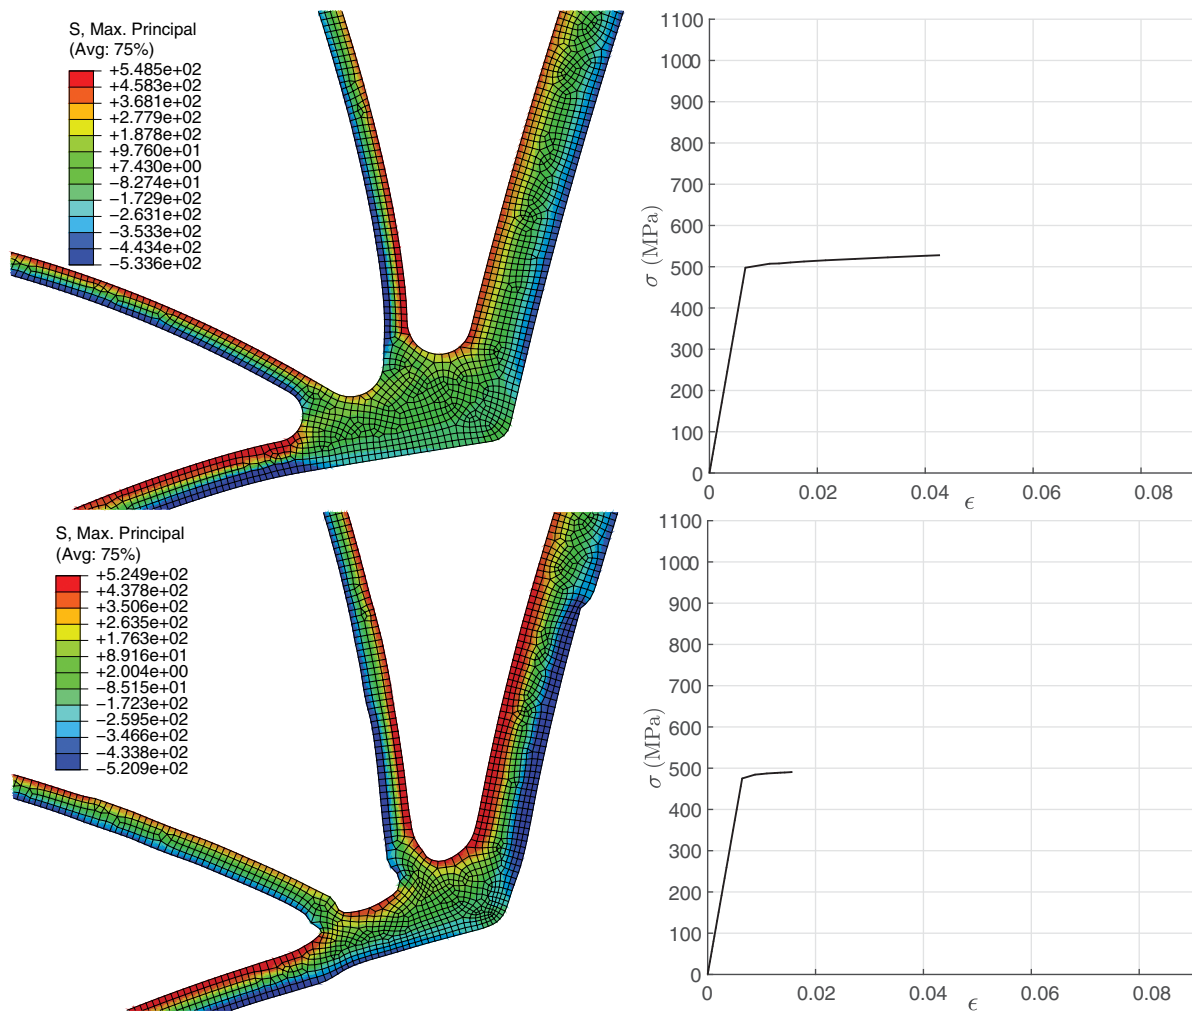 S, Max. Principal
(Avg: 75%)
+5.485e+02
+4.583e+02
+3.681e+02
+2.779e+02
+1.878e+02
+9.760e+01
+7.430e+00
−8.274e+01
−1.729e+02
−2.631e+02
−3.533e+02
−4.434e+02
−5.336e+02
1100
1000
900
800
700
600
500
400
300
200
100
0
σ (MPa)
0 0.02 0.04 0.06 0.08
ϵ
S, Max. Principal
(Avg: 75%)
+5.249e+02
+4.378e+02
+3.506e+02
+2.635e+02
+1.763e+02
+8.916e+01
+2.004e+00
−8.515e+01
−1.723e+02
−2.595e+02
−3.466e+02
−4.338e+02
−5.209e+02
1100
1000
900
800
700
600
500
400
300
200
100
0
σ (MPa)
0 0.02 0.04 0.06 0.08
ϵ